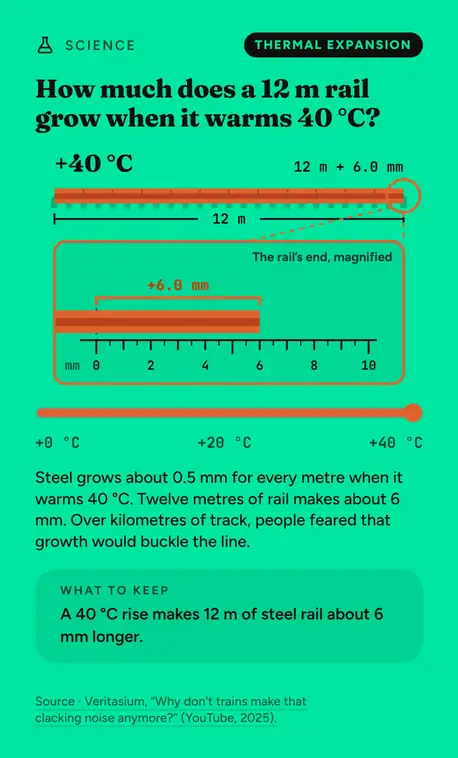 SCIENCE
THERMAL EXPANSION
How much does a 12 m rail
grow when it warms 40 °C?
+40 °C
12 m + 6.0 mm
12 m
The rail's end, magnified
+6.0 mm
mm 0 2 4 6 8 10
+0 °C +20 °C +40 °C
Steel grows about 0.5 mm for every metre when it
warms 40 °C. Twelve metres of rail makes about 6
mm. Over kilometres of track, people feared that
growth would buckle the line.
WHAT TO KEEP
A 40 °C rise makes 12 m of steel rail about 6
mm longer.
Source · Veritasium, “Why don't trains make that
clacking noise anymore?” (YouTube, 2025).